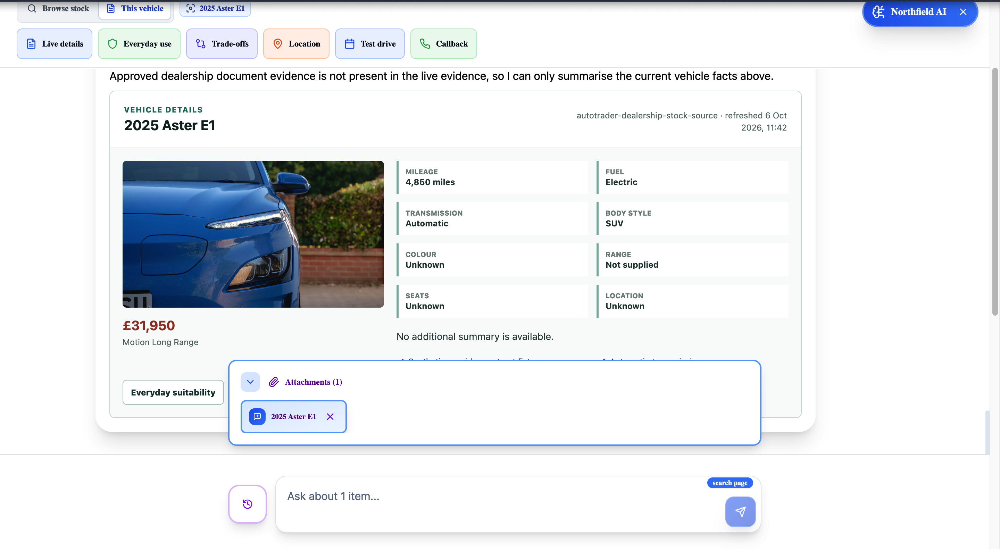 Browse stock
This vehicle
2025 Aster E1
Northfield AI
Live details
Everyday use
Trade-offs
Location
Test drive
Callback
Approved dealership document evidence is not present in the live evidence, so I can only summarise the current vehicle facts above.
VEHICLE DETAILS
2025 Aster E1
autotrader-dealership-stock-source · refreshed 6 Oct
2026, 11:42
MILEAGE
4,850 miles
FUEL
Electric
TRANSMISSION
Automatic
BODY STYLE
SUV
COLOUR
Unknown
RANGE
Not supplied
SEATS
Unknown
LOCATION
Unknown
£31,950
Motion Long Range
No additional summary is available.
Everyday suitability
Attachments (1)
2025 Aster E1
search page
Ask about 1 item...